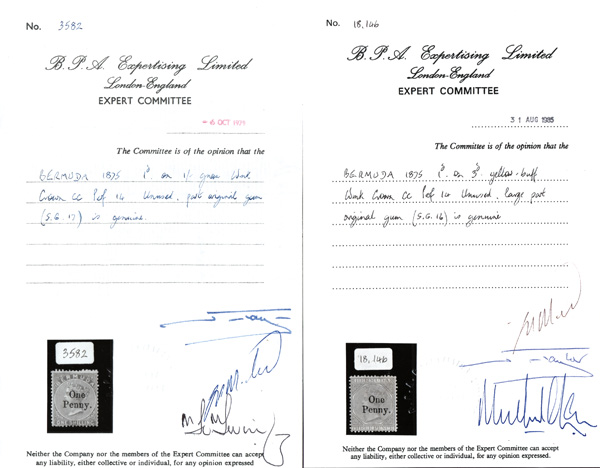 No. 3582
B.P.A. Expertising Limited
London-England
EXPERT COMMITTEE
- 6 OCT 1971
The Committee is of the opinion that the
BERMUDA 1875 1d on 1/- green Wmk
Crown CC Perf 14 Unused, part original gum
(S.G. 17) is genuine.
3582
BERMUDA
One
Penny.
Neither the Company nor the members of the Expert Committee can accept
any liability, either collective or individual, for any opinion expressed
No. 18,146
B.P.A. Expertising Limited
London-England
EXPERT COMMITTEE
31 AUG 1985
The Committee is of the opinion that the
BERMUDA 1875 1d on 3d yellow-buff
Wmk Crown CC Perf 14 Unused, large part
original gum (S.G. 16) is genuine
18,146
One
Penny.
Neither the Company nor the members of the Expert Committee can accept
any liability, either collective or individual, for any opinion expressed.